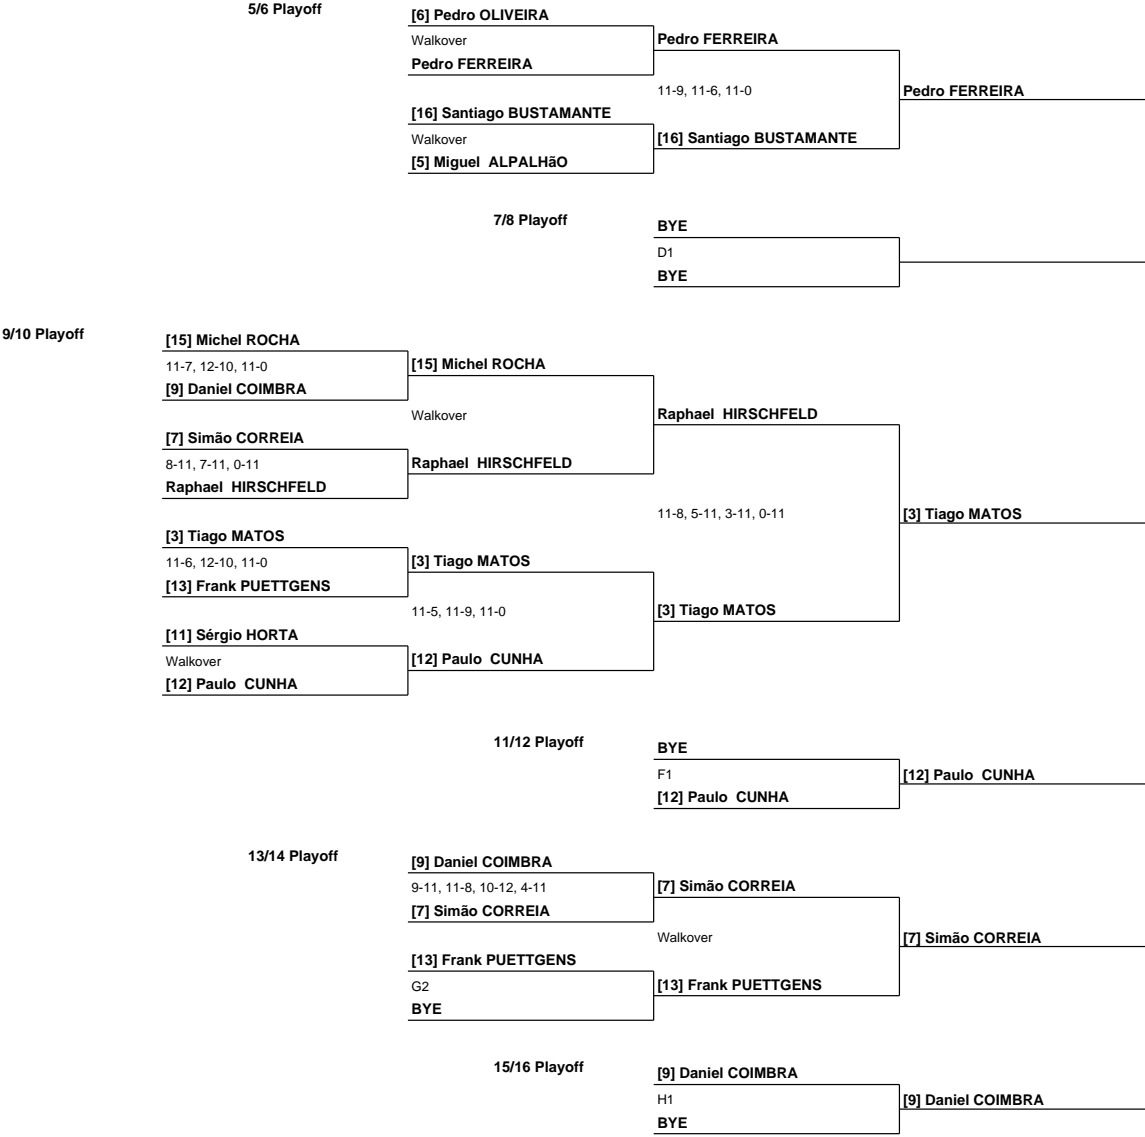 5/6 Playoff
[6] Pedro OLIVEIRA
Walkover
Pedro FERREIRA
Pedro FERREIRA
11-9, 11-6, 11-0
Pedro FERREIRA
[16] Santiago BUSTAMANTE
Walkover
[16] Santiago BUSTAMANTE
[5] Miguel  ALPALHãO
7/8 Playoff
BYE
D1
BYE
9/10 Playoff
[15] Michel ROCHA
11-7, 12-10, 11-0
[15] Michel ROCHA
[9] Daniel COIMBRA
Walkover
Raphael  HIRSCHFELD
[7] Simão CORREIA
8-11, 7-11, 0-11
Raphael  HIRSCHFELD
Raphael  HIRSCHFELD
11-8, 5-11, 3-11, 0-11
[3] Tiago MATOS
[3] Tiago MATOS
11-6, 12-10, 11-0
[3] Tiago MATOS
[13] Frank PUETTGENS
11-5, 11-9, 11-0
[3] Tiago MATOS
[11] Sérgio HORTA
Walkover
[12] Paulo  CUNHA
[12] Paulo  CUNHA
11/12 Playoff
BYE
F1
[12] Paulo  CUNHA
[12] Paulo  CUNHA
13/14 Playoff
[9] Daniel COIMBRA
9-11, 11-8, 10-12, 4-11
[7] Simão CORREIA
[7] Simão CORREIA
Walkover
[7] Simão CORREIA
[13] Frank PUETTGENS
G2
[13] Frank PUETTGENS
BYE
15/16 Playoff
[9] Daniel COIMBRA
H1
[9] Daniel COIMBRA
BYE